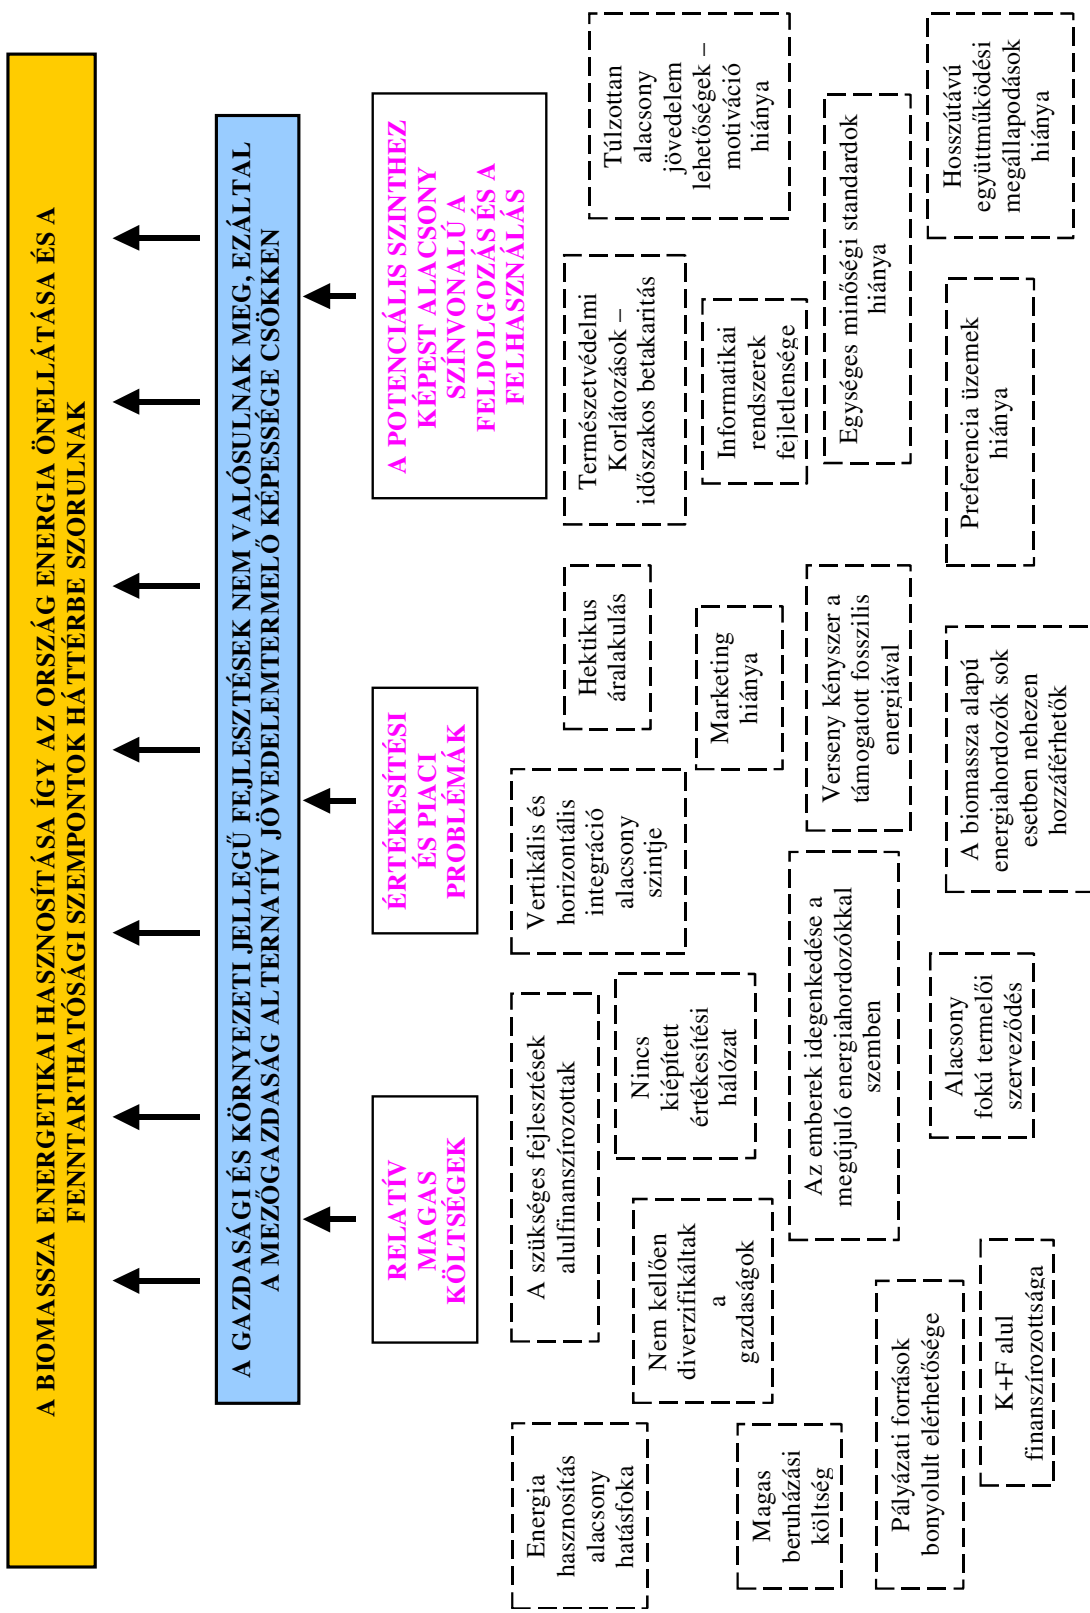 A BIOMASSZA ENERGETIKAI HASZNOSÍTÁSA ÍGY AZ ORSZÁG ENERGIA ÖNELLÁTÁSA ÉS A
FENNTARTHATÓSÁGI SZEMPONTOK HÁTTÉRBE SZORULNAK
A GAZDASÁGI ÉS KÖRNYEZETI JELLEGŰ FEJLESZTÉSEK NEM VALÓSULNAK MEG, EZÁLTAL
A MEZŐGAZDASÁG ALTERNATÍV JÖVEDELEMTERMELŐ KÉPESSÉGE CSÖKKEN
RELATÍV
MAGAS
KÖLTSÉGEK
ÉRTÉKESÍTÉSI
ÉS PIACI
PROBLÉMÁK
A POTENCIÁLIS SZINTHEZ
KÉPEST ALACSONY
SZÍNVONALÚ A
FELDOLGOZÁS ÉS A
FELHASZNÁLÁS
Energia
hasznosítás
alacsony
hatásfoka
A szükséges fejlesztések
alulfinanszírozottak
Vertikális és
horizontális
integráció
alacsony
szintje
Hektikus
áralakulás
Természetvédelmi
Korlátozások –
időszakos betakaritás
Túlzottan
alacsony
jövedelem
lehetőségek –
motiváció
hiánya
Nem kellően
diverzifikáltak
a
gazdaságok
Nincs
kiépített
értékesítési
hálózat
Marketing
hiánya
Informatikai
rendszerek
fejletlensége
Magas
beruházási
költség
Az emberek idegenkedése a
megújuló energiahordozókkal
szemben
Verseny kényszer a
támogatott fosszilis
energiával
Egységes minőségi standardok
hiánya
Pályázati források
bonyolult elérhetősége
Alacsony
fokú termelői
szerveződés
A biomassza alapú
energiahordozók sok
esetben nehezen
hozzáférhetők
Preferencia üzemek
hiánya
Hosszútávú
együttműködési
megállapodások
hiánya
K+F alul
finanszírozottsága